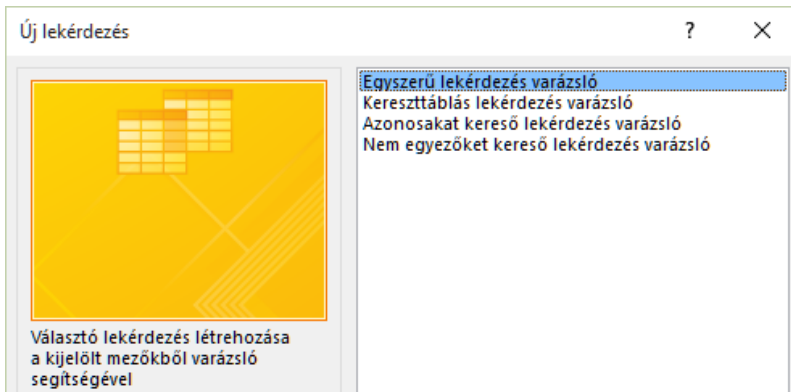 Új lekérdezés
?
Egyszerű lekérdezés varázsló
Kereszttáblás lekérdezés varázsló
Azonosakat kereső lekérdezés varázsló
Nem egyezőket kereső lekérdezés varázsló
Választó lekérdezés létrehozása
a kijelölt mezőkből varázsló
segítségével